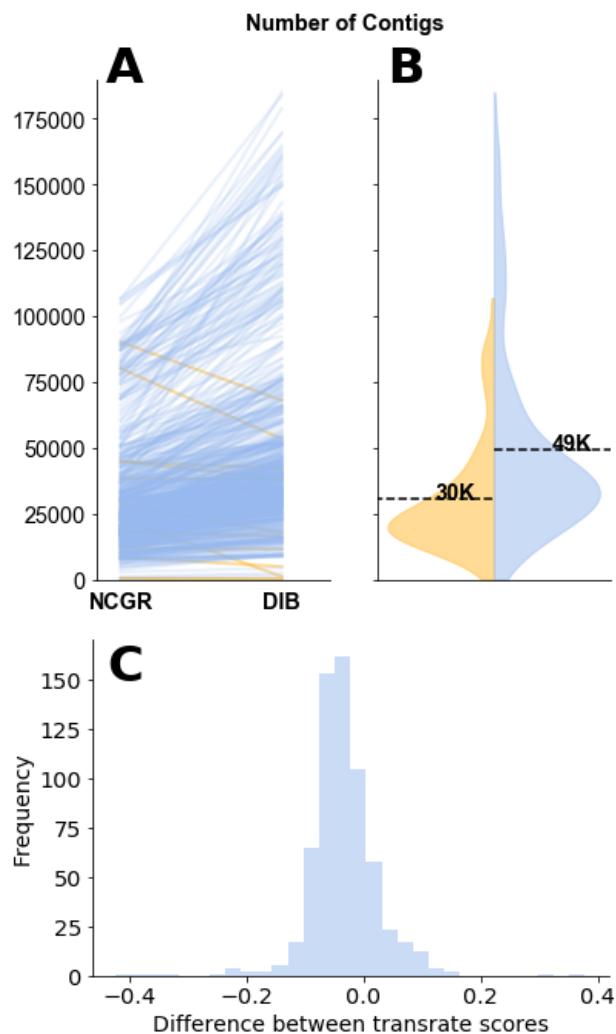 Number of Contigs
A
B
175000
150000
125000
100000
75000
50000
25000
0
NCGR
DIB
49K
30K
C
150
125
100
75
50
25
0
Frequency
−0.4
−0.2
0.0
0.2
0.4
Difference between transrate scores